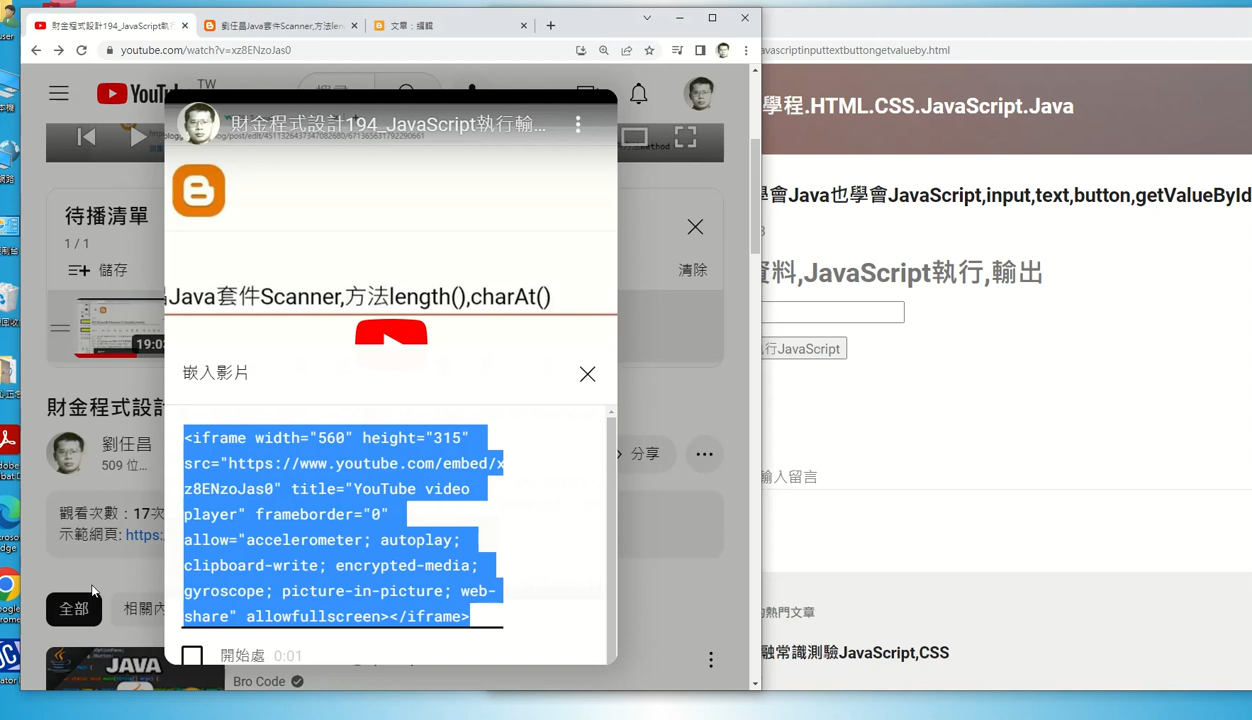 財金程式設計194_JavaScript執行
劉任昌Java套件Scanner,方法len
文章:編輯
youtube.com/watch?v=xz8ENzoJas0
avascriptinputtextbuttongetvalueby.html
TW
學程.HTML.CSS.JavaScript.Java
財金程式設計194_JavaScript執行輸...
學會Java也學會JavaScript,input,text,button,getValueById
待播清單
1 / 1
儲存
清除
資料,JavaScript執行,輸出
Java套件Scanner,方法length(),charAt()
19:03
行JavaScript
嵌入影片
財金程式設計
劉任昌
509 位...
分享
輸入留言
<iframe width="560" height="315"
src="https://www.youtube.com/embed/x
z8ENzoJas0" title="YouTube video
player" frameborder="0"
allow="accelerometer; autoplay;
clipboard-write; encrypted-media;
gyroscope; picture-in-picture; web-
share" allowfullscreen></iframe>
觀看次數：17次
示範網頁: https:
全部
相關內
的熱門文章
開始處 0:01
融常識測驗JavaScript,CSS
JAVA
Bro Code